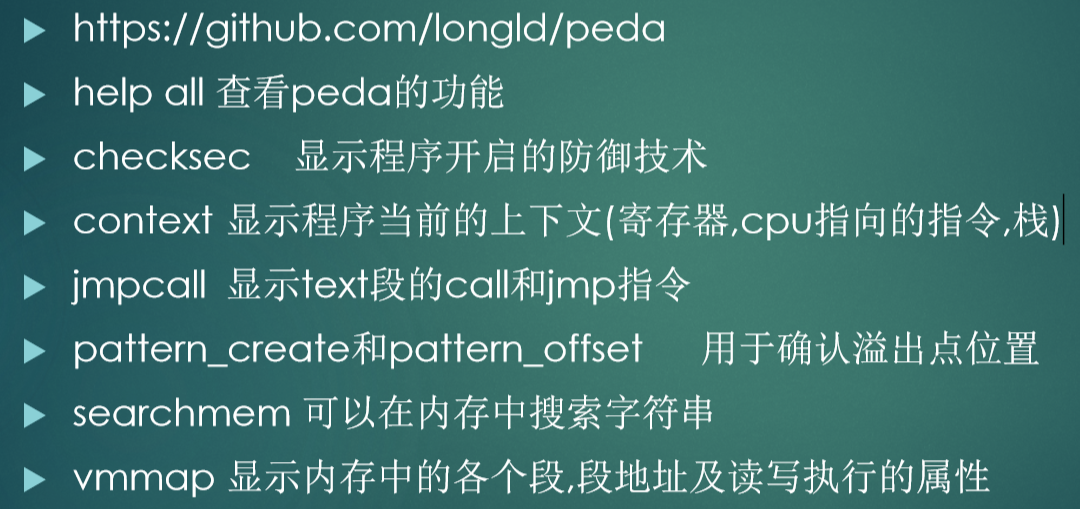 https://github.com/longld/peda
help all 查看peda的功能
checksec 显示程序开启的防御技术
context 显示程序当前的上下文(寄存器,cpu指向的指令,栈)
jmpcall 显示text段的call和jmp指令
pattern_create和pattern_offset 用于确认溢出点位置
searchmem 可以在内存中搜索字符串
vmmap 显示内存中的各个段,段地址及读写执行的属性